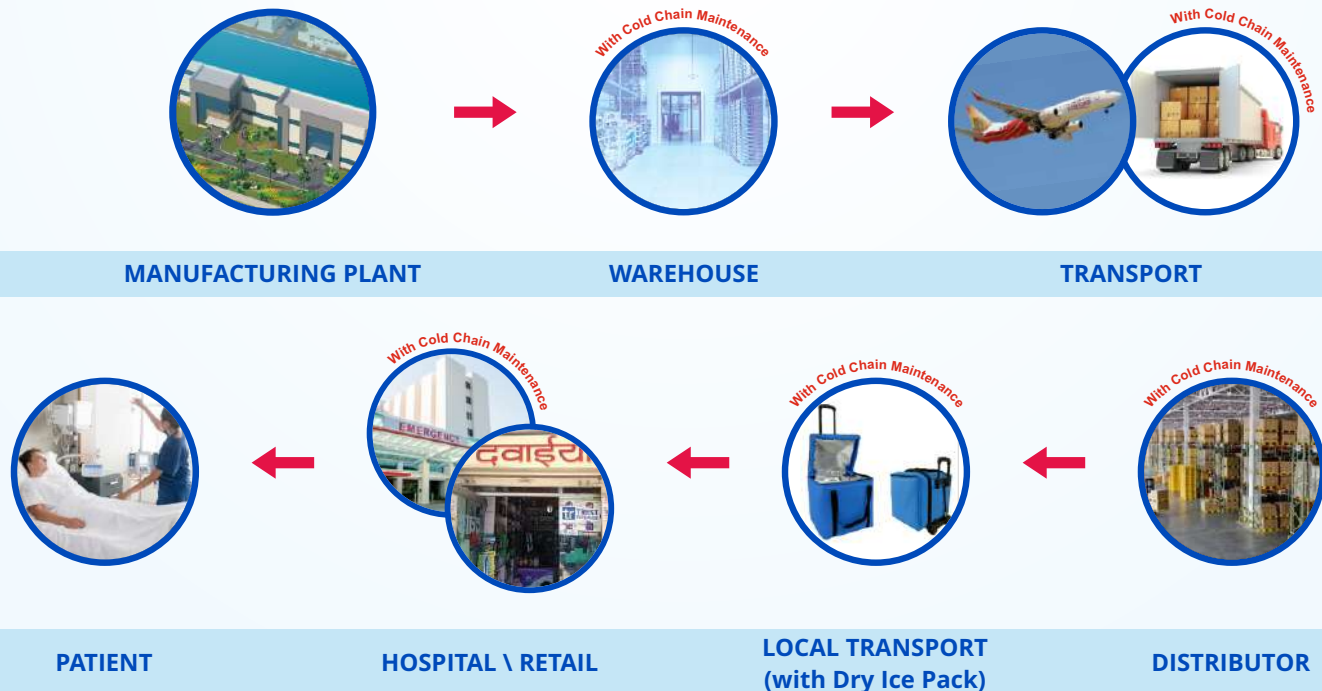 With Cold Chain Maintenance
With Cold Chain Maintenance
MANUFACTURING PLANT
WAREHOUSE
TRANSPORT
With Cold Chain Maintenance
EMERGENCY
दवाईया
With Cold Chain Maintenance
With Cold Chain Maintenance
PATIENT
HOSPITAL \ RETAIL
LOCAL TRANSPORT
(with Dry Ice Pack)
DISTRIBUTOR